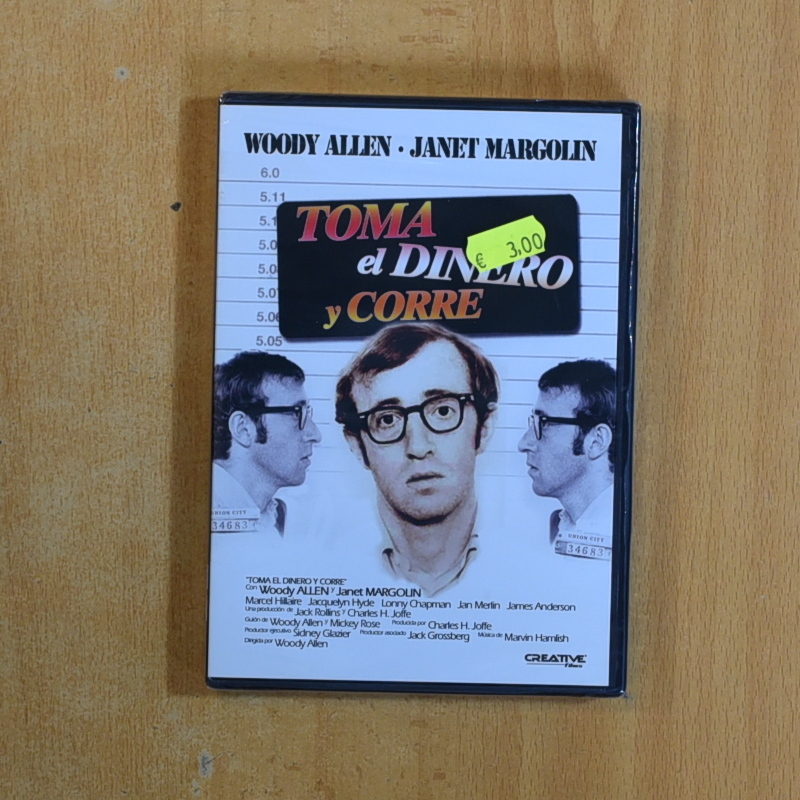 WOODY ALLEN · JANET MARGOLIN
6.0
5.11
5.1
5.0
5.0
5.07
5.0
5.05
TOMA
el DINERO
y CORRE
€ 3,00
UNION CITY
34683
UNION CITY
34683
"TOMA EL DINERO Y CORRE"
Con Woody ALLEN y Janet MARGOLIN
Marcel Hillaire Jacquelyn Hyde Lonny Chapman Jan Merlin James Anderson
Una producción de Jack Rollins y Charles H. Joffe
Guión de Woody Allen y Mickey Rose Producida por Charles H. Joffe
Productor ejecutivo Sidney Glazier Productor asociado Jack Grossberg Música de Marvin Hamlish
Dirigida por Woody Allen
CREATIVE
films